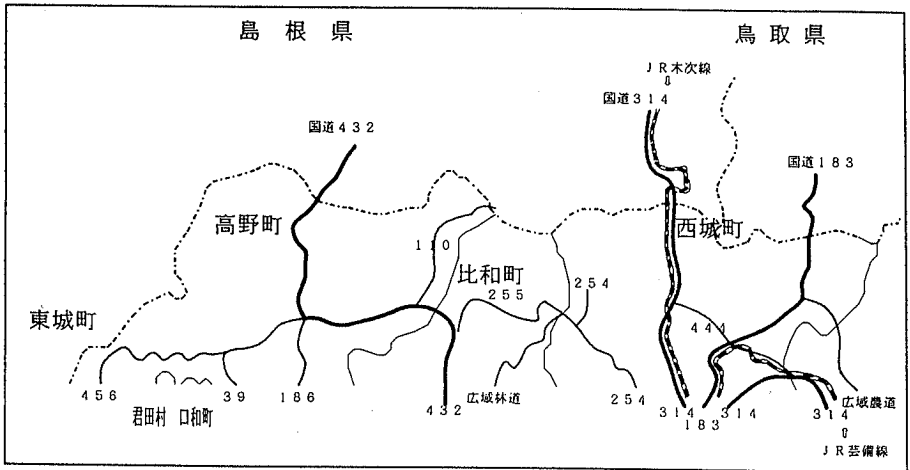 島根県
鳥取県
JR木次線
⇩
国道314
国道432
国道183
高野町
西城町
110
比和町
254
255
東城町
444
456
39
186
432
広域林道
254
314
183
314
314
広域農道
君田村 口和町
⇧
JR芸備線